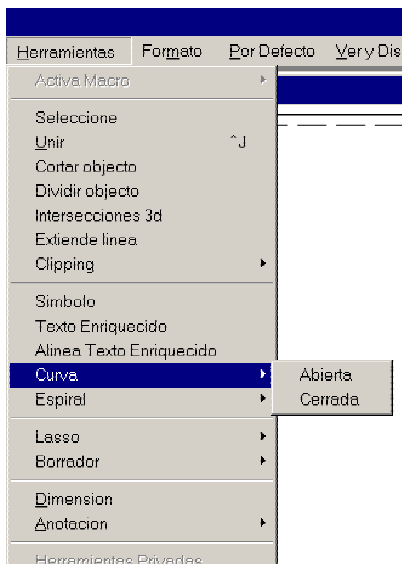 Herramientas Formato Por Defecto Ver y Dis
Activa Macro
Seleccione
Unir ^J
Cortar objecto
Dividir objecto
Intersecciones 3d
Extiende linea
Clipping
Simbolo
Texto Enriquecido
Alinea Texto Enriquecido
Curva Abierta
Espiral Cerrada
Lasso
Borrador
Dimension
Anotacion
Herramientas Privadas